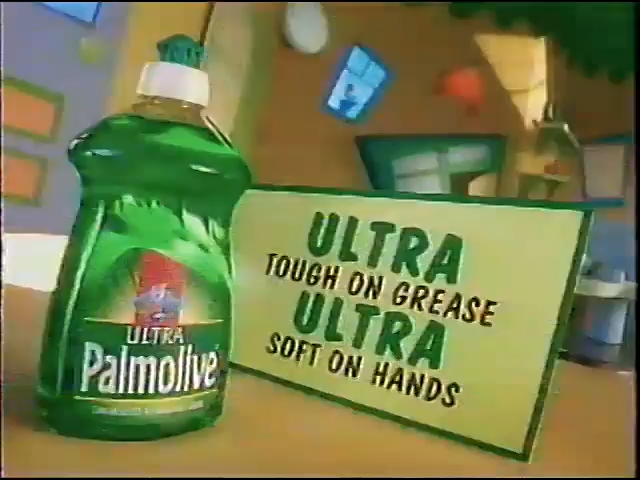 ULTRA
Palmolive
ULTRA
TOUGH ON GREASE
ULTRA
SOFT ON HANDS